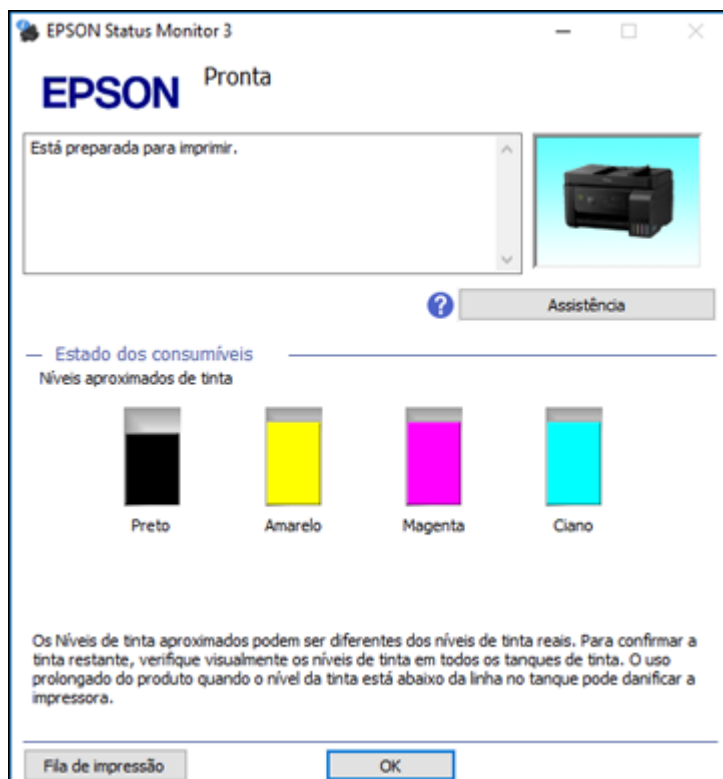 EPSON Status Monitor 3
EPSON
Pronta
Está preparada para imprimir.
?
Assistência
Estado dos consumíveis
Níveis aproximados de tinta
Preto
Amarelo
Magenta
Ciano
Os Níveis de tinta aproximados podem ser diferentes dos níveis de tinta reais. Para confirmar a
tinta restante, verifique visualmente os níveis de tinta em todos os tanques de tinta. O uso
prolongado do produto quando o nível da tinta está abaixo da linha no tanque pode danificar a
impressora.
Fila de impressão
OK